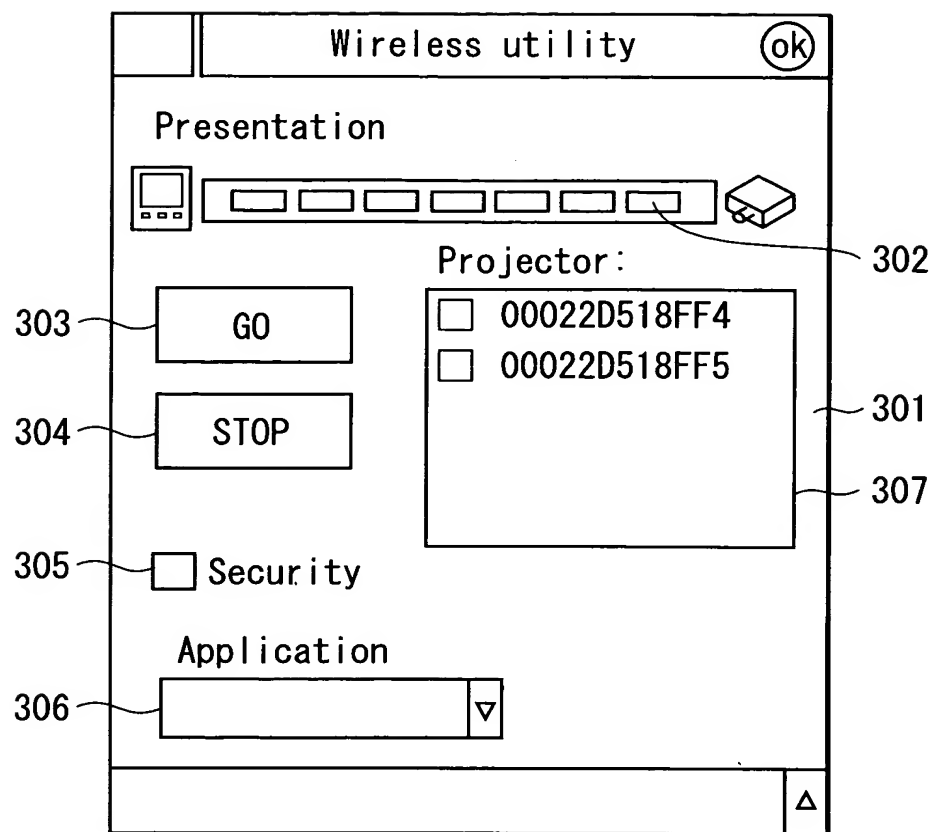 Wireless utility ok
Presentation
302
Projector:
303 GO 00022D518FF4
00022D518FF5
304 STOP 301
307
305 Security
Application
306